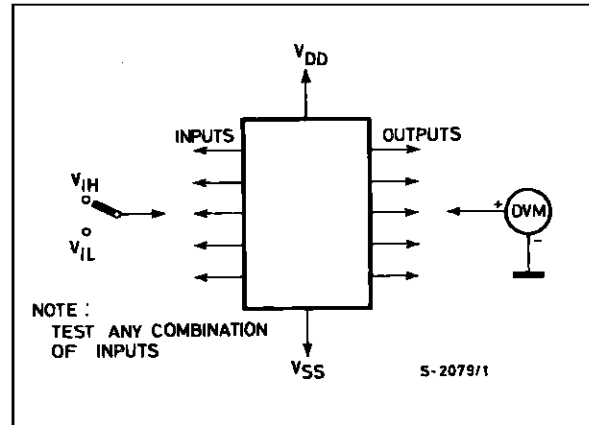 VDD
INPUTS
OUTPUTS
VIH
VIL
+
DVM
-
NOTE :
TEST ANY COMBINATION
OF INPUTS
VSS
S-2079/1